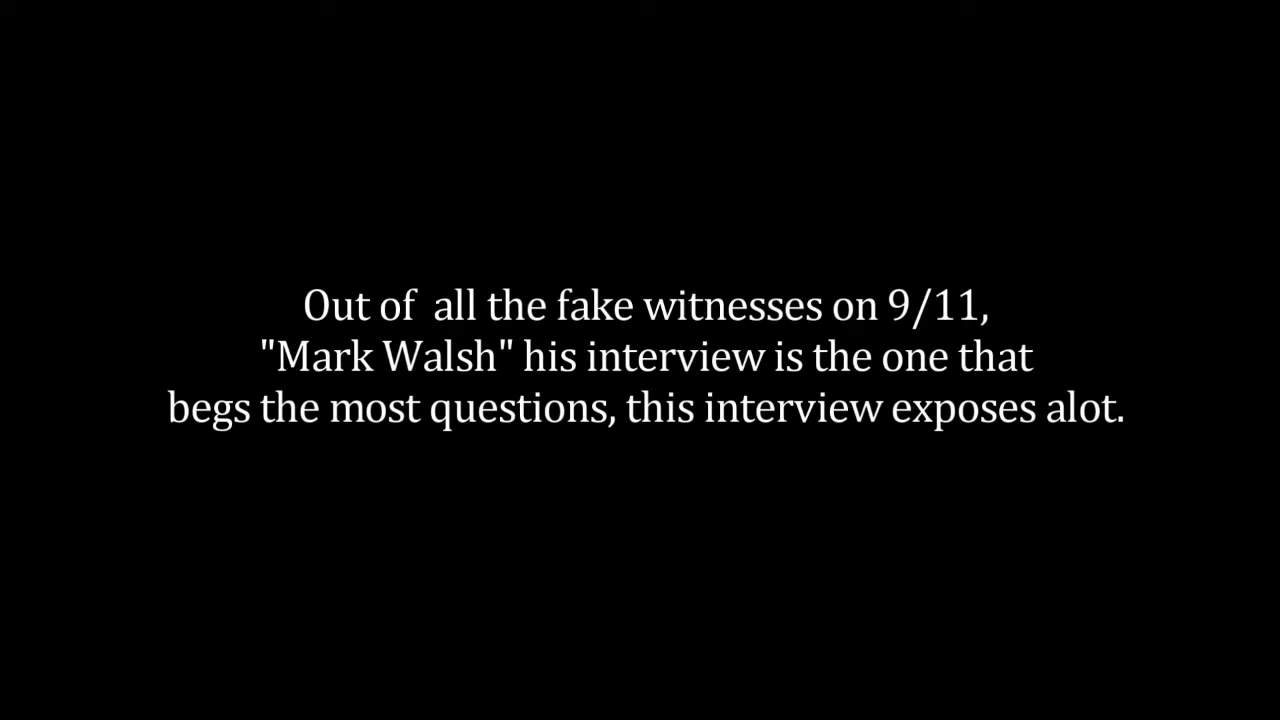 Out of  all the fake witnesses on 9/11,
"Mark Walsh" his interview is the one that
begs the most questions, this interview exposes alot.